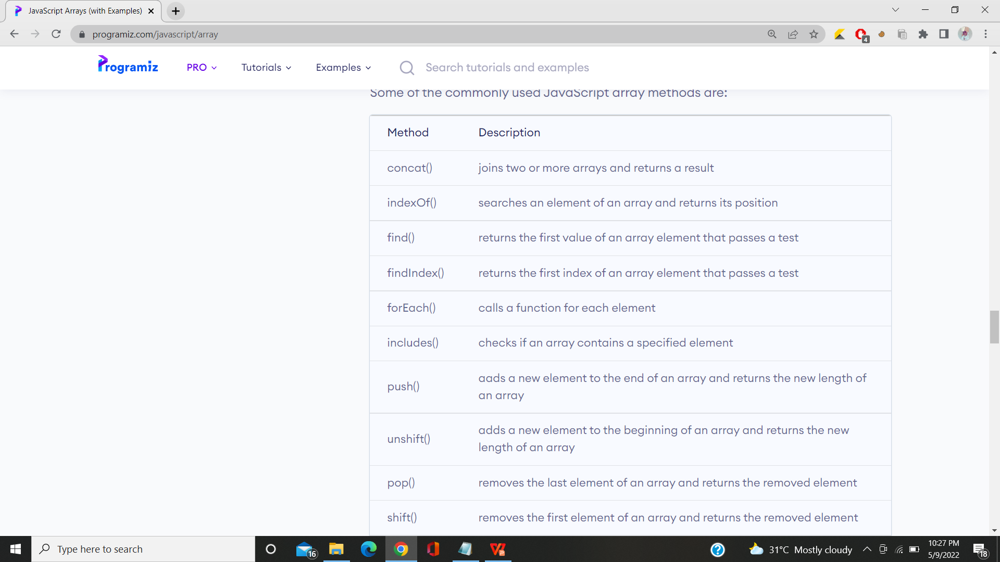 JavaScript Arrays (with Examples)
programiz.com/javascript/array
4
Programiz
PRO
Tutorials
Examples
Search tutorials and examples
Some of the commonly used JavaScript array methods are:
Method Description
concat() joins two or more arrays and returns a result
indexOf() searches an element of an array and returns its position
find() returns the first value of an array element that passes a test
findIndex() returns the first index of an array element that passes a test
forEach() calls a function for each element
includes() checks if an array contains a specified element
push() aads a new element to the end of an array and returns the new length of
an array
unshift() adds a new element to the beginning of an array and returns the new
length of an array
pop() removes the last element of an array and returns the removed element
shift() removes the first element of an array and returns the removed element
Type here to search
16
31°C Mostly cloudy
10:27 PM
5/9/2022
18